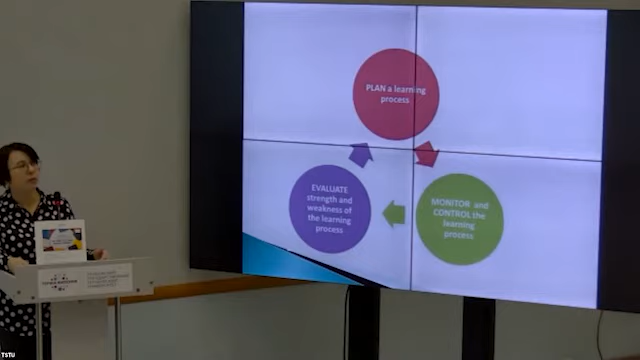 PLAN a learning
process
MONITOR and
CONTROL the
learning
process
EVALUATE
strength and
weakness of
the learning
process
TSTU